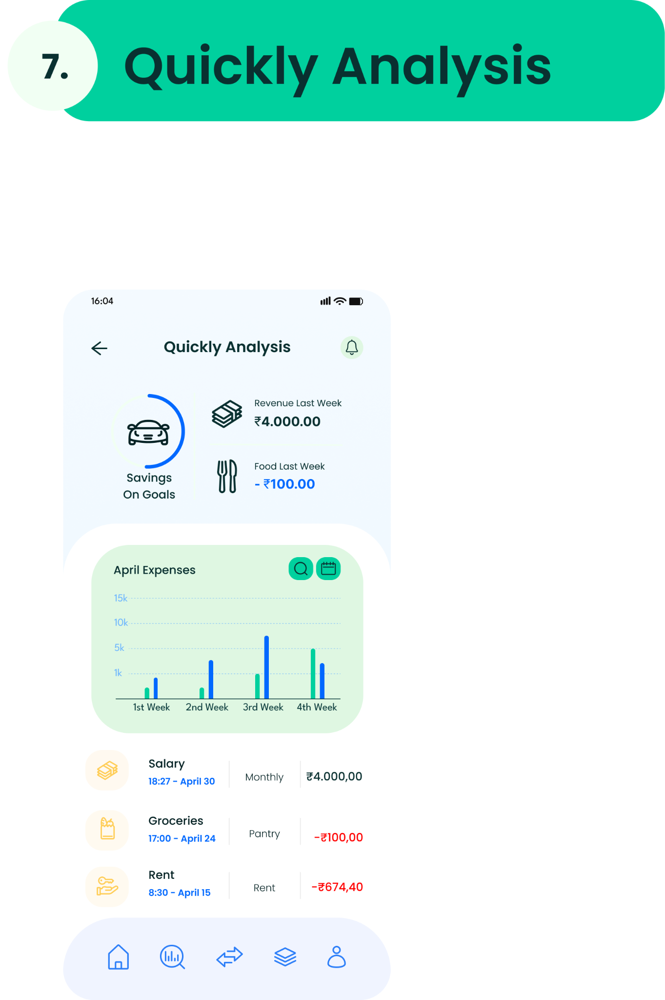 7.
Quickly Analysis
16:04
Quickly Analysis
Savings
On Goals
Revenue Last Week
₹4.000.00
Food Last Week
- ₹100.00
April Expenses
15k
10k
5k
1k
1st Week 2nd Week 3rd Week 4th Week
Salary
18:27 - April 30
Monthly
₹4.000,00
Groceries
17:00 - April 24
Pantry
-₹100,00
Rent
8:30 - April 15
Rent
-₹674,40